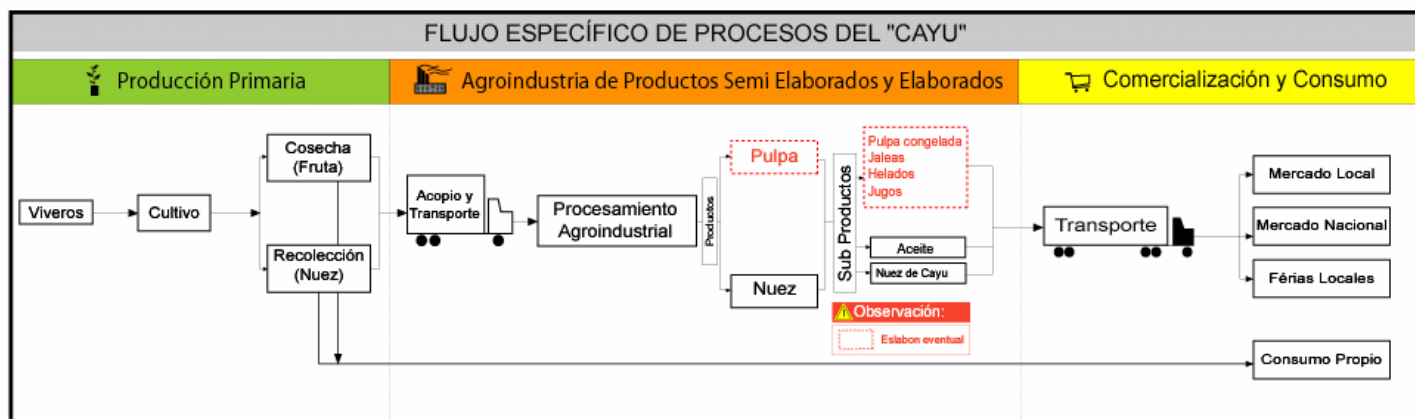 FLUJO ESPECÍFICO DE PROCESOS DEL "CAYU"
Producción Primaria
Agroindustria de Productos Semi Elaborados y Elaborados
Comercialización y Consumo
Viveros
Cultivo
Cosecha
(Fruta)
Recolección
(Nuez)
Acopio y
Transporte
Procesamiento
Agroindustrial
Productos
Pulpa
Nuez
Sub Productos
Pulpa congelada
Jaleas
Helados
Jugos
Aceite
Nuez de Cayu
Observación:
Eslabon eventual
Transporte
Mercado Local
Mercado Nacional
Férias Locales
Consumo Propio